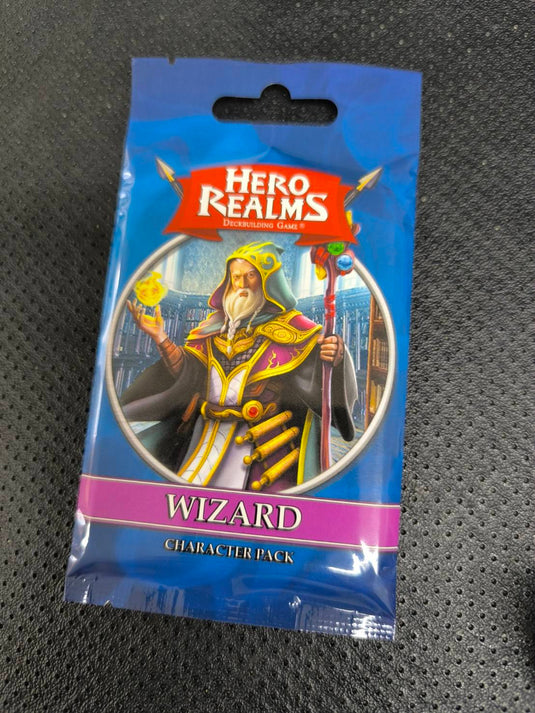 HERO
REALMS
DECKBUILDING GAME®
WIZARD
CHARACTER PACK